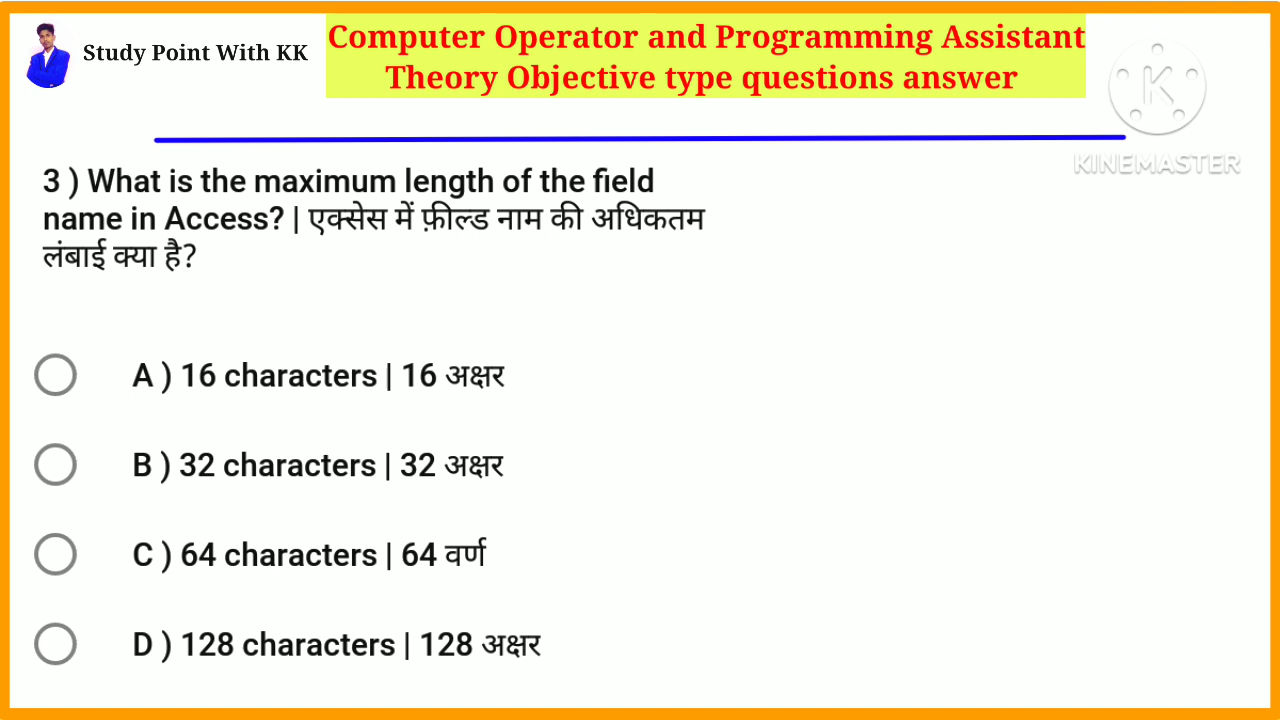 Study Point With KK
Computer Operator and Programming Assistant
Theory Objective type questions answer
K
KINEMASTER
3 ) What is the maximum length of the field
name in Access? | एक्सेस में फ़ील्ड नाम की अधिकतम
लंबाई क्या है?
A ) 16 characters | 16 अक्षर
B ) 32 characters | 32 अक्षर
C ) 64 characters | 64 वर्ण
D ) 128 characters | 128 अक्षर